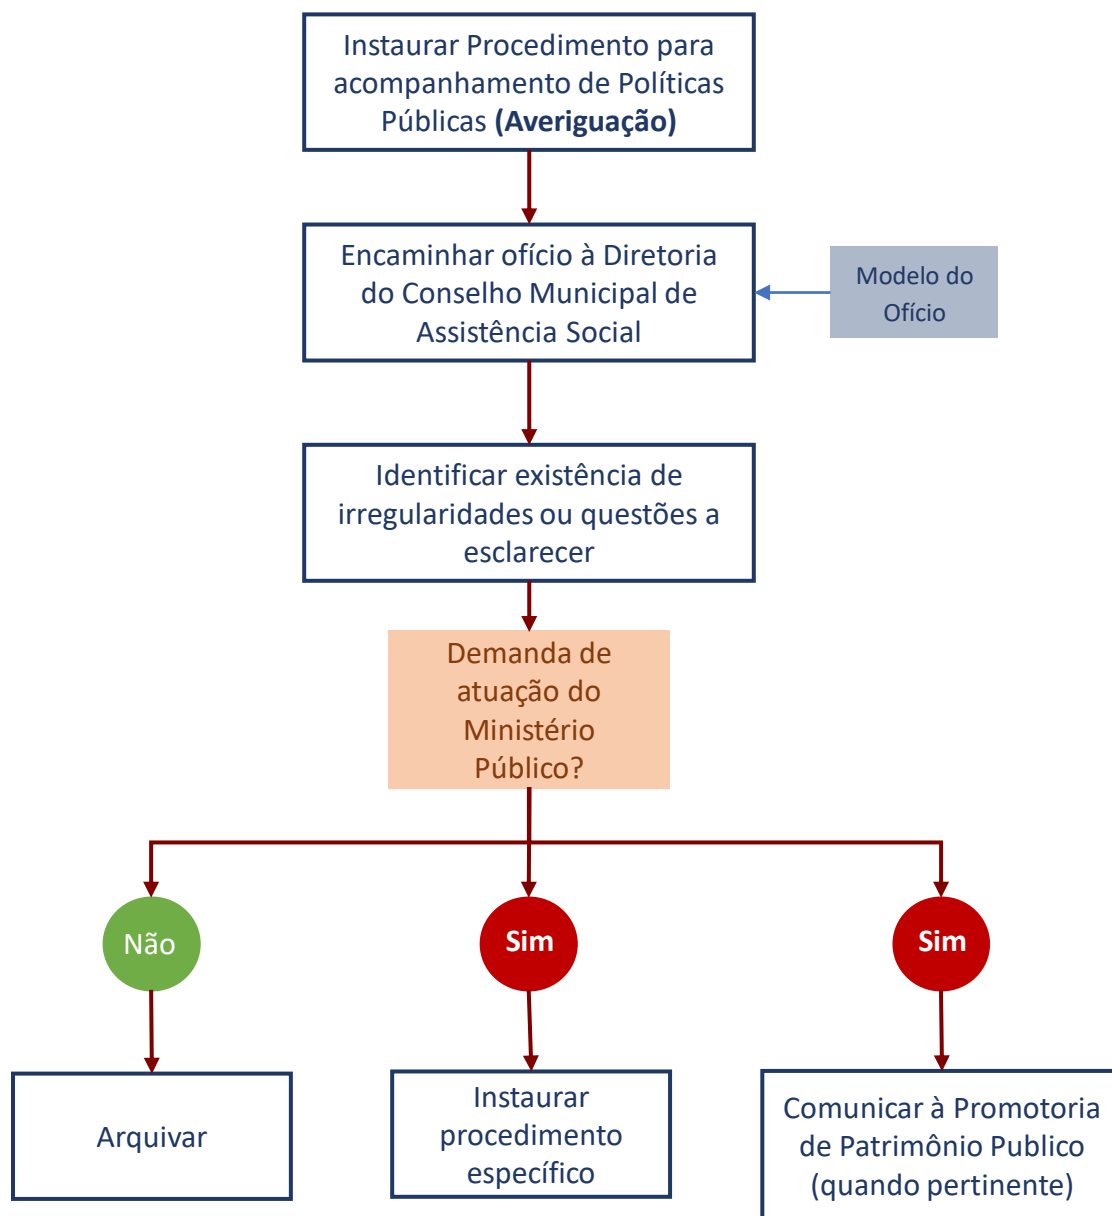 Instaurar Procedimento para
acompanhamento de Políticas
Públicas (Averiguação)
Encaminhar ofício à Diretoria
do Conselho Municipal de
Assistência Social
Modelo do
Ofício
Identificar existência de
irregularidades ou questões a
esclarecer
Demanda de
atuação do
Ministério
Público?
Não
Sim
Sim
Arquivar
Instaurar
procedimento
específico
Comunicar à Promotoria
de Patrimônio Publico
(quando pertinente)